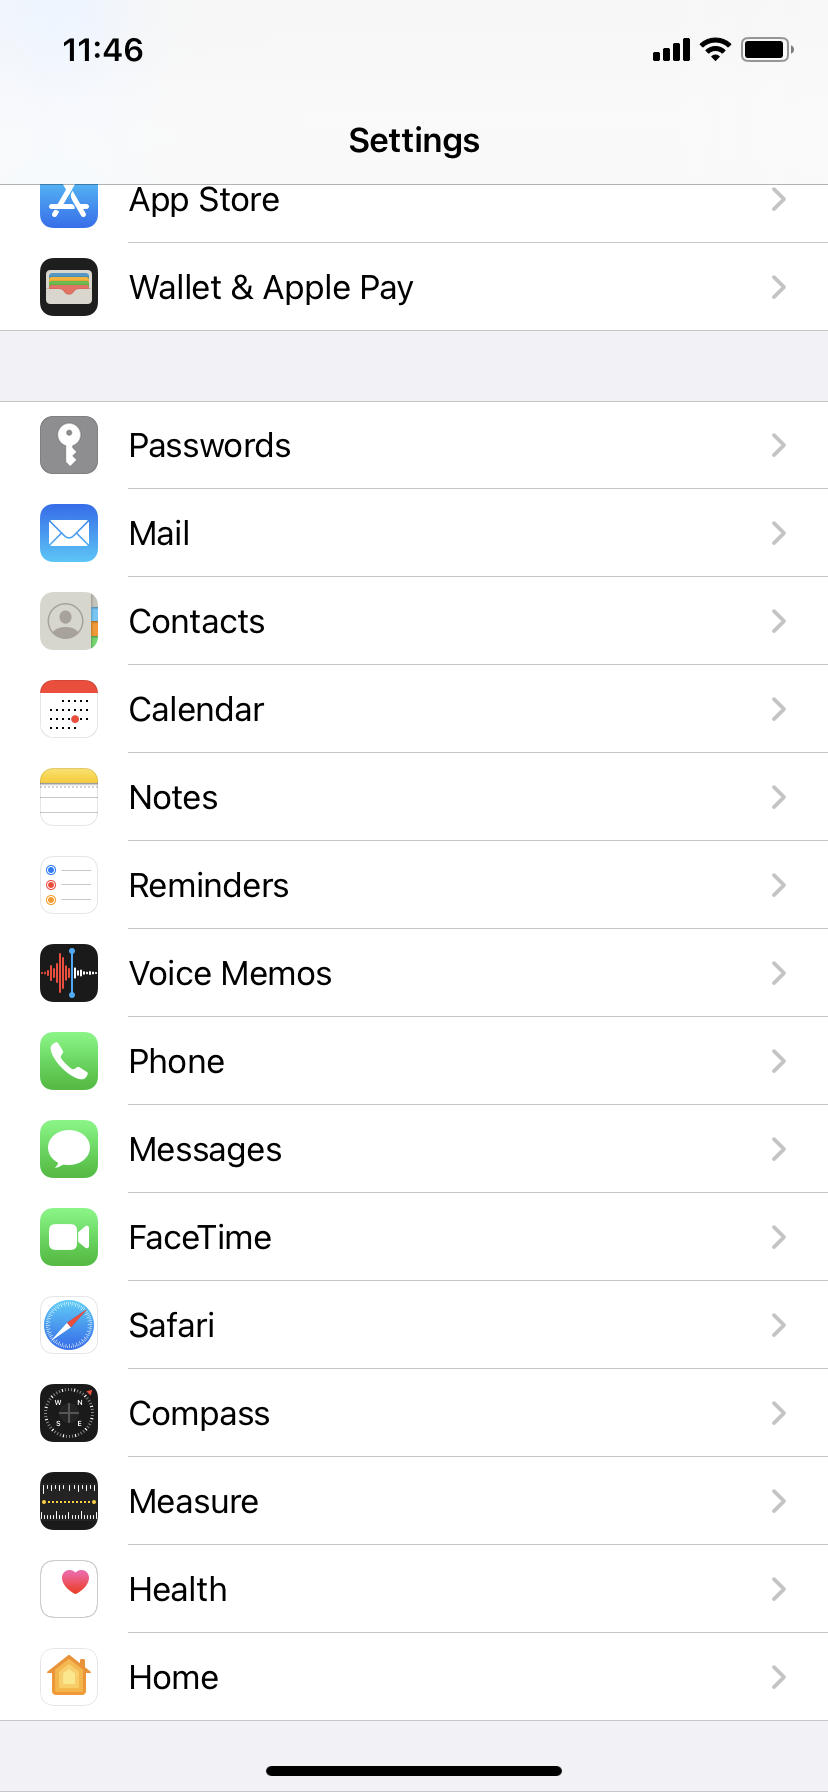 11:46
Settings
App Store
Wallet & Apple Pay
Passwords
Mail
Contacts
Calendar
Notes
Reminders
Voice Memos
Phone
Messages
FaceTime
Safari
W N
S E
Compass
Measure
Health
Home